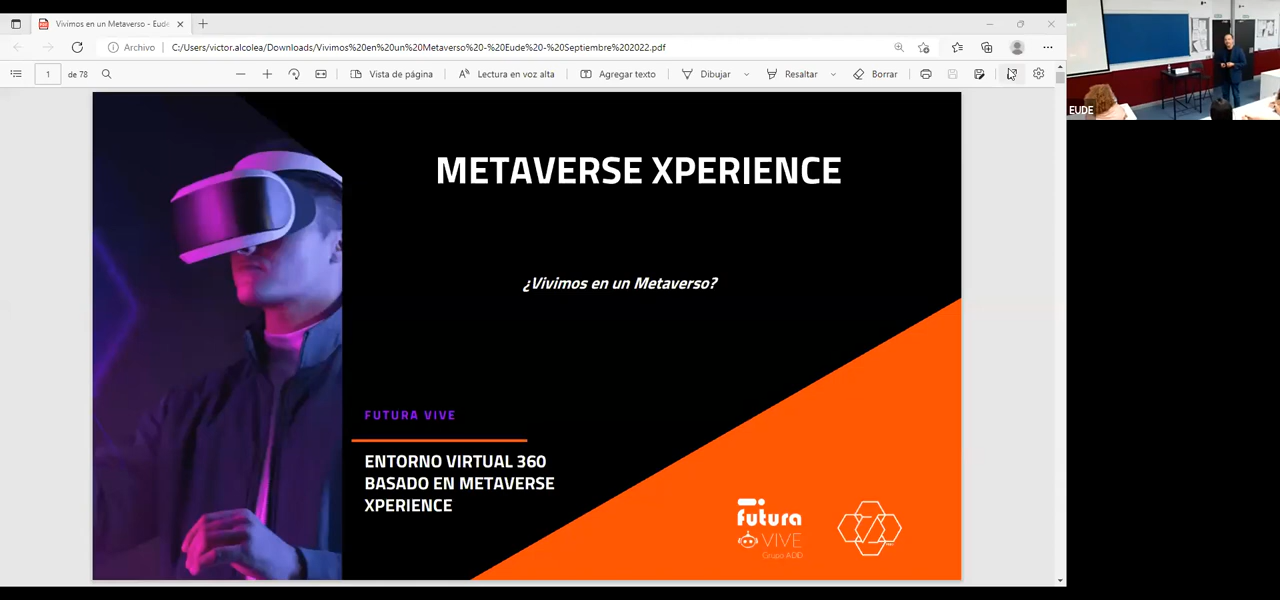 Vivimos en un Metaverso - Eude
Archivo
C:/Users/victor.alcolea/Downloads/Vivimos%20en%20un%20Metaverso%20-%20Eude%20-%20Septiembre%202022.pdf
1 de 78
Vista de página
Lectura en voz alta
Agregar texto
Dibujar
Resaltar
Borrar
EUDE
METAVERSE XPERIENCE
¿Vivimos en un Metaverso?
FUTURA VIVE
ENTORNO VIRTUAL 360
BASADO EN METAVERSE
XPERIENCE
futura
VIVE
Grupo ADD